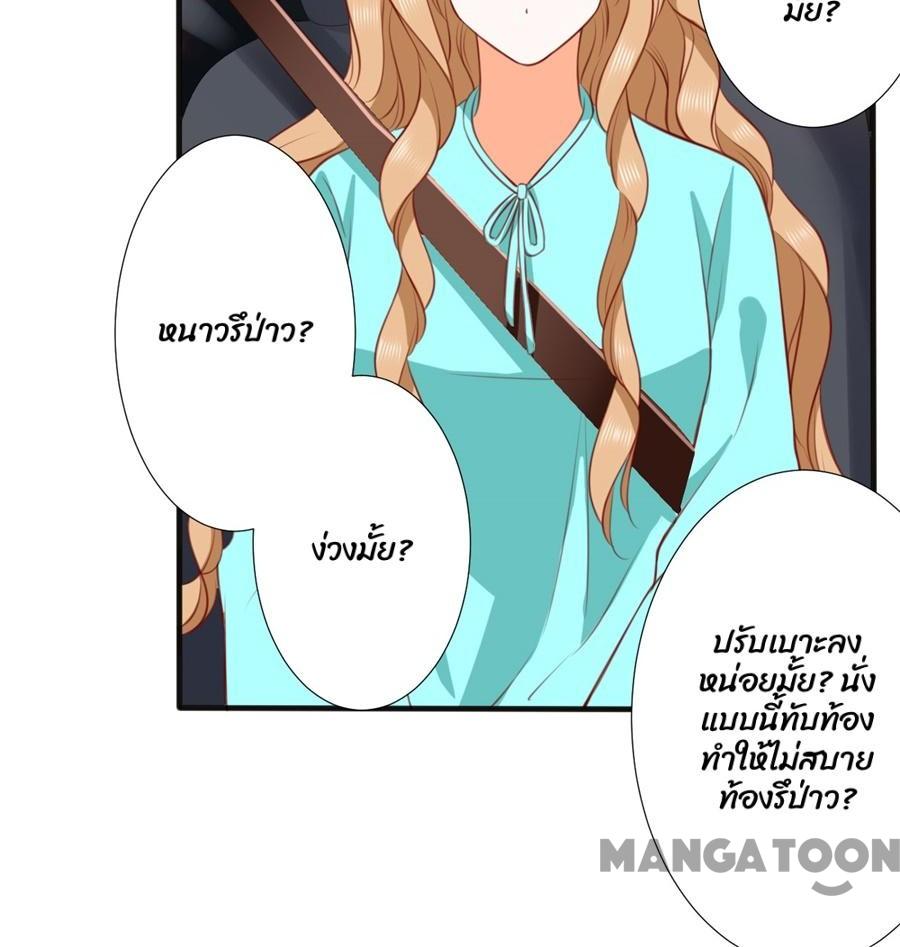 มั้ย?
หนาวรึป่าว?
ง่วงมั้ย?
ปรับเบาะลง
หน่อยมั้ย? นั่ง
แบบนี้ทับท้อง
ทำให้ไม่สบาย
ท้องรึป่าว?
MANGATOON